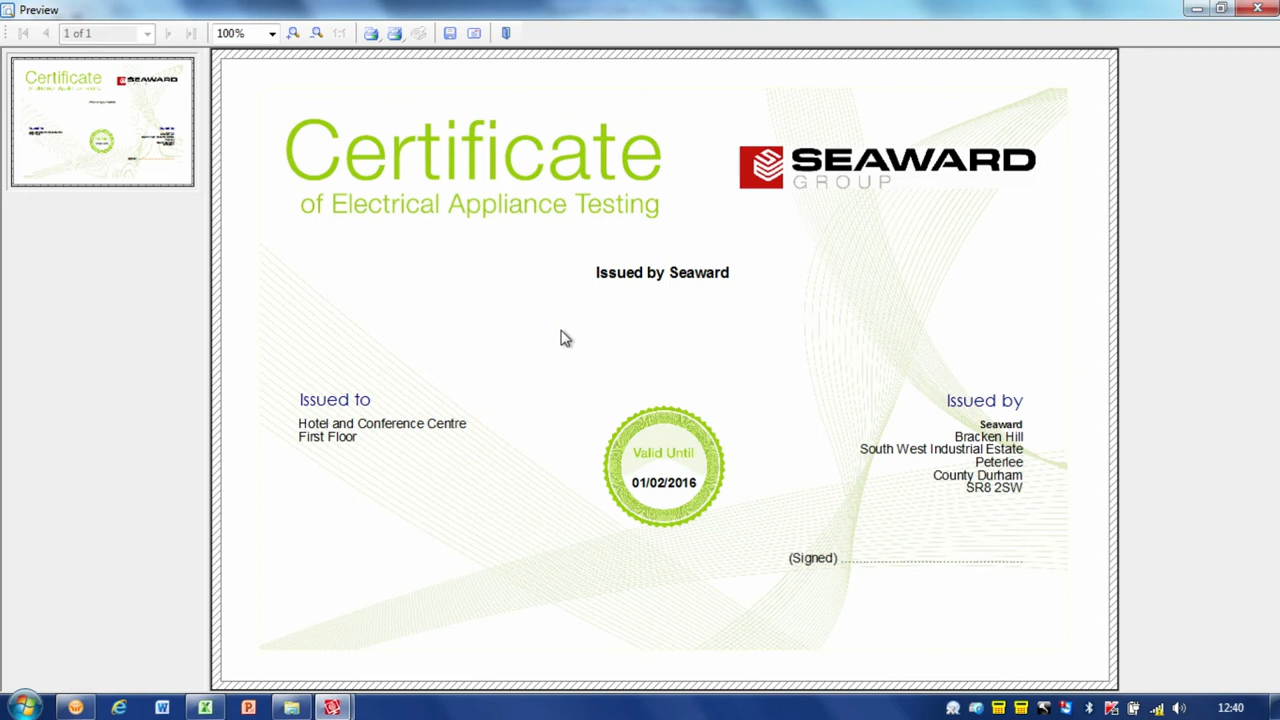 Preview
1 of 1
100%
1:1
Certificate
of Electrical Appliance Testing
SEAWARD
GROUP
Issued by Seaward
Issued to
Hotel and Conference Centre
First Floor
Valid Until
01/02/2016
Issued by
Seaward
Bracken Hill
South West Industrial Estate
Peterlee
County Durham
SR8 2SW
(Signed)
12:40